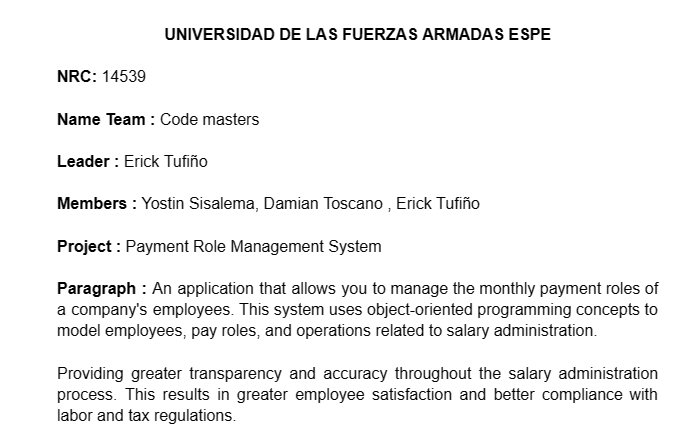 UNIVERSIDAD DE LAS FUERZAS ARMADAS ESPE
NRC: 14539
Name Team : Code masters
Leader : Erick Tufiño
Members : Yostin Sisalema, Damian Toscano , Erick Tufiño
Project : Payment Role Management System
Paragraph : An application that allows you to manage the monthly payment roles of
a company's employees. This system uses object-oriented programming concepts to
model employees, pay roles, and operations related to salary administration.
Providing greater transparency and accuracy throughout the salary administration
process. This results in greater employee satisfaction and better compliance with
labor and tax regulations.